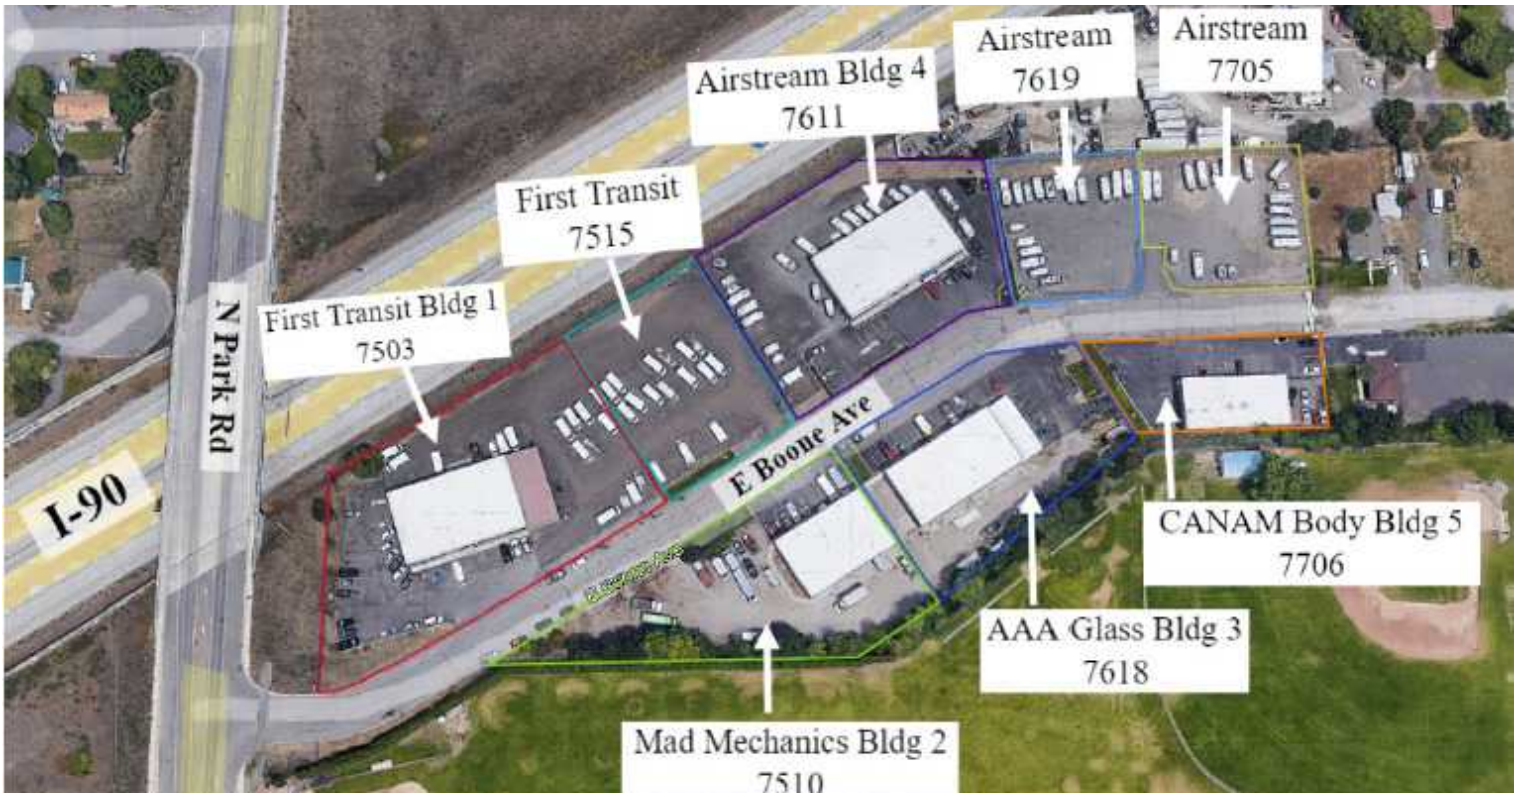 Airstream
7705
Airstream
7619
Airstream Bldg 4
7611
First Transit
7515
First Transit Bldg 1
7503
N Park Rd
I-90
E Boone Ave
CANAM Body Bldg 5
7706
AAA Glass Bldg 3
7618
Mad Mechanics Bldg 2
7510